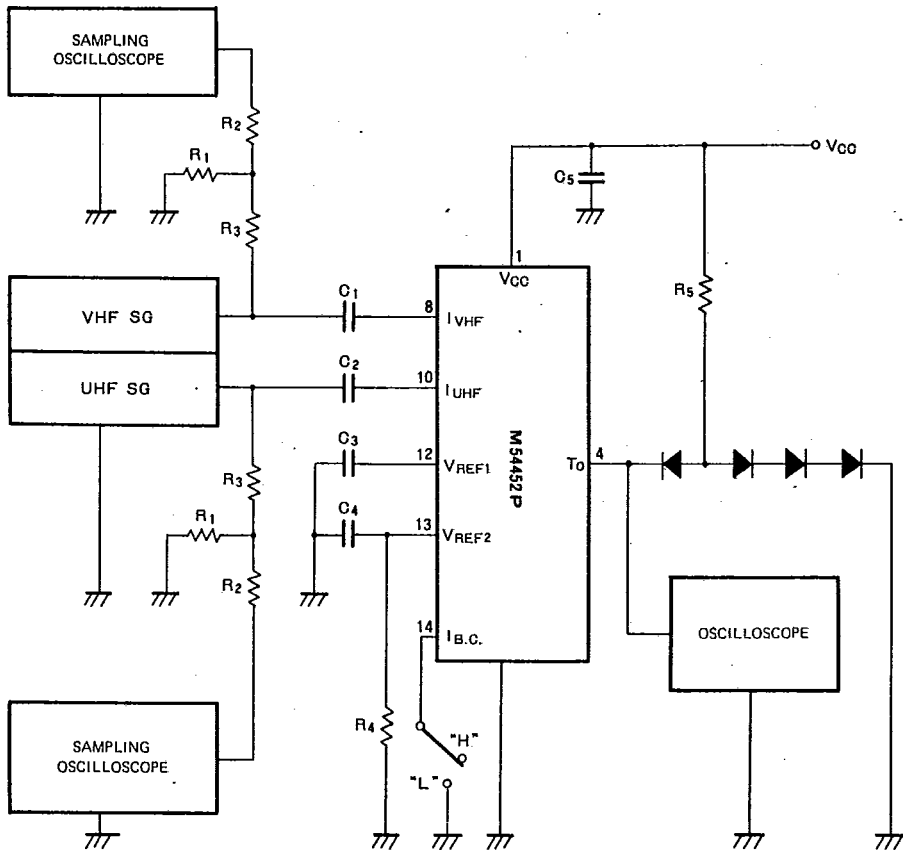 SAMPLING
OSCILLOSCOPE
R2
R1
R3
VCC
C5
1
VCC
R5
VHF SG
C1
8
IVHF
UHF SG
C2
10
IUHF
C3
12
VREF1
M54452P
TO
4
R3
R1
C4
13
VREF2
R2
14
IB.C.
OSCILLOSCOPE
SAMPLING
OSCILLOSCOPE
R4
"H"
"L"